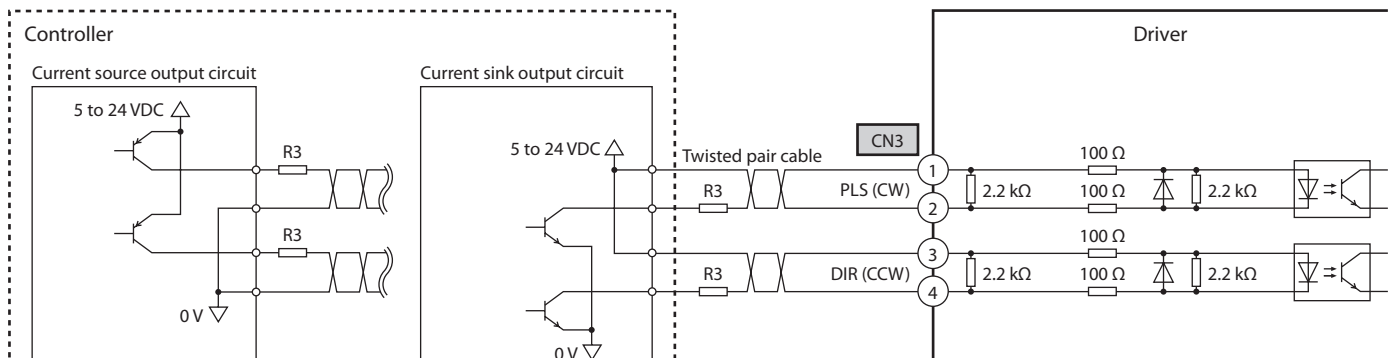 Controller
Driver
Current source output circuit
Current sink output circuit
5 to 24 VDC
R3
R3
0 V
5 to 24 VDC
Twisted pair cable
R3
R3
0 V
CN3
1
PLS (CW)
2
3
DIR (CCW)
4
2.2 kΩ
100 Ω
100 Ω
2.2 kΩ
2.2 kΩ
100 Ω
100 Ω
2.2 kΩ